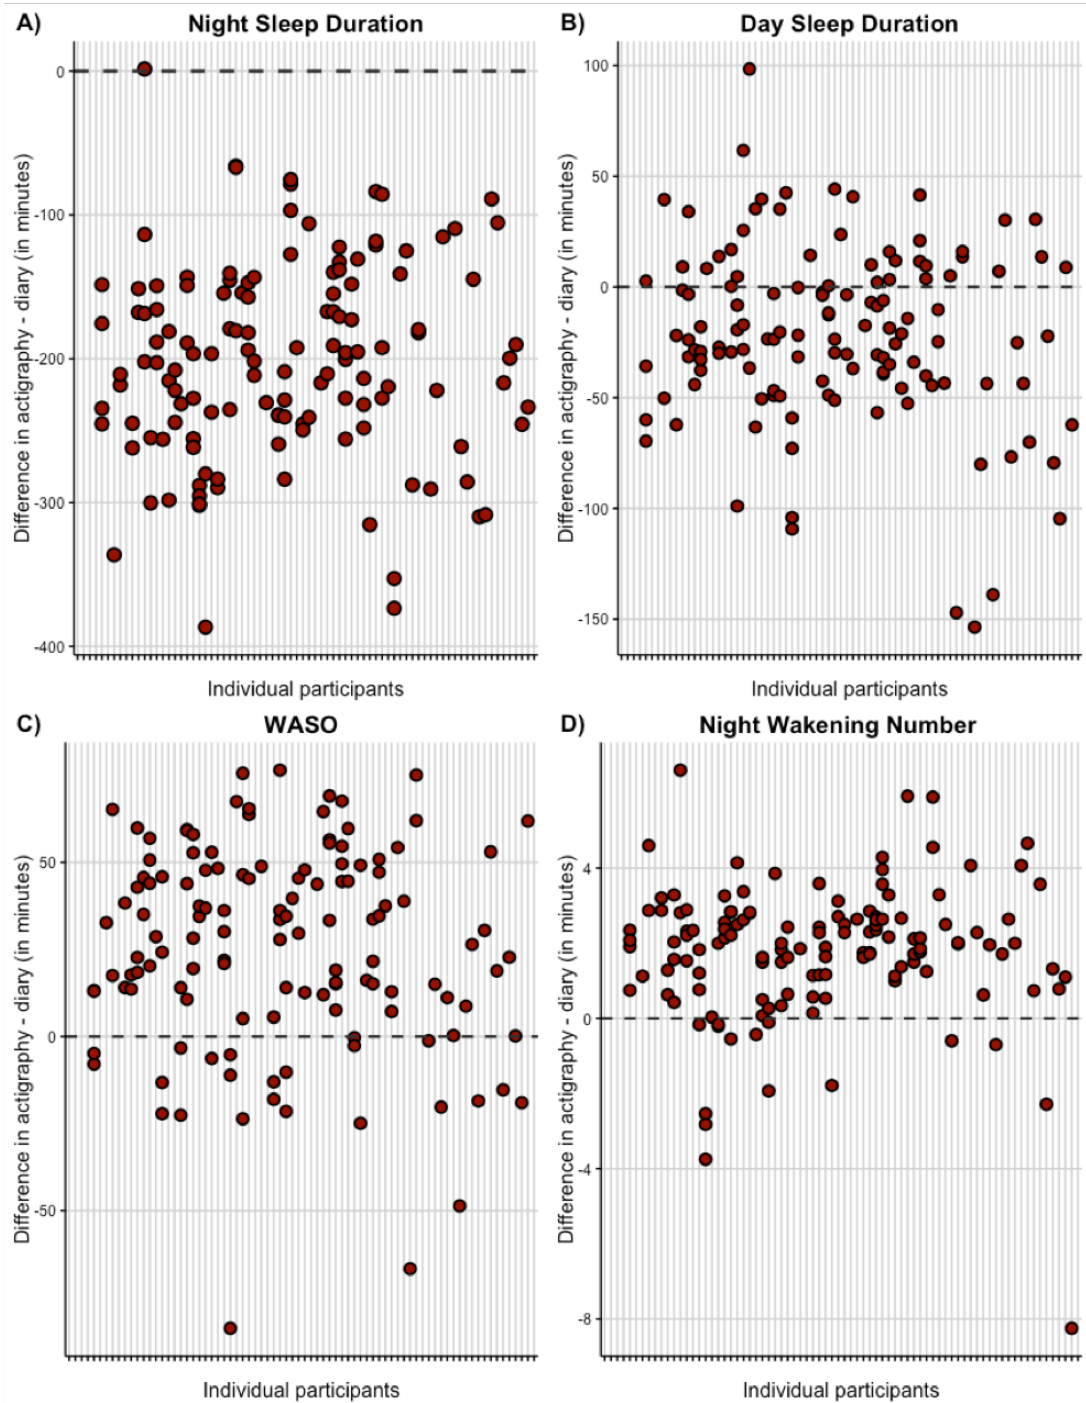 A) Night Sleep Duration
B) Day Sleep Duration
Difference in actigraphy - diary (in minutes)
0
-100
-200
-300
-400
Individual participants
Difference in actigraphy - diary (in minutes)
100
50
0
-50
-100
-150
Individual participants
C) WASO
D) Night Wakening Number
Difference in actigraphy - diary (in minutes)
50
0
-50
Individual participants
Difference in actigraphy - diary (in minutes)
4
0
-4
-8
Individual participants